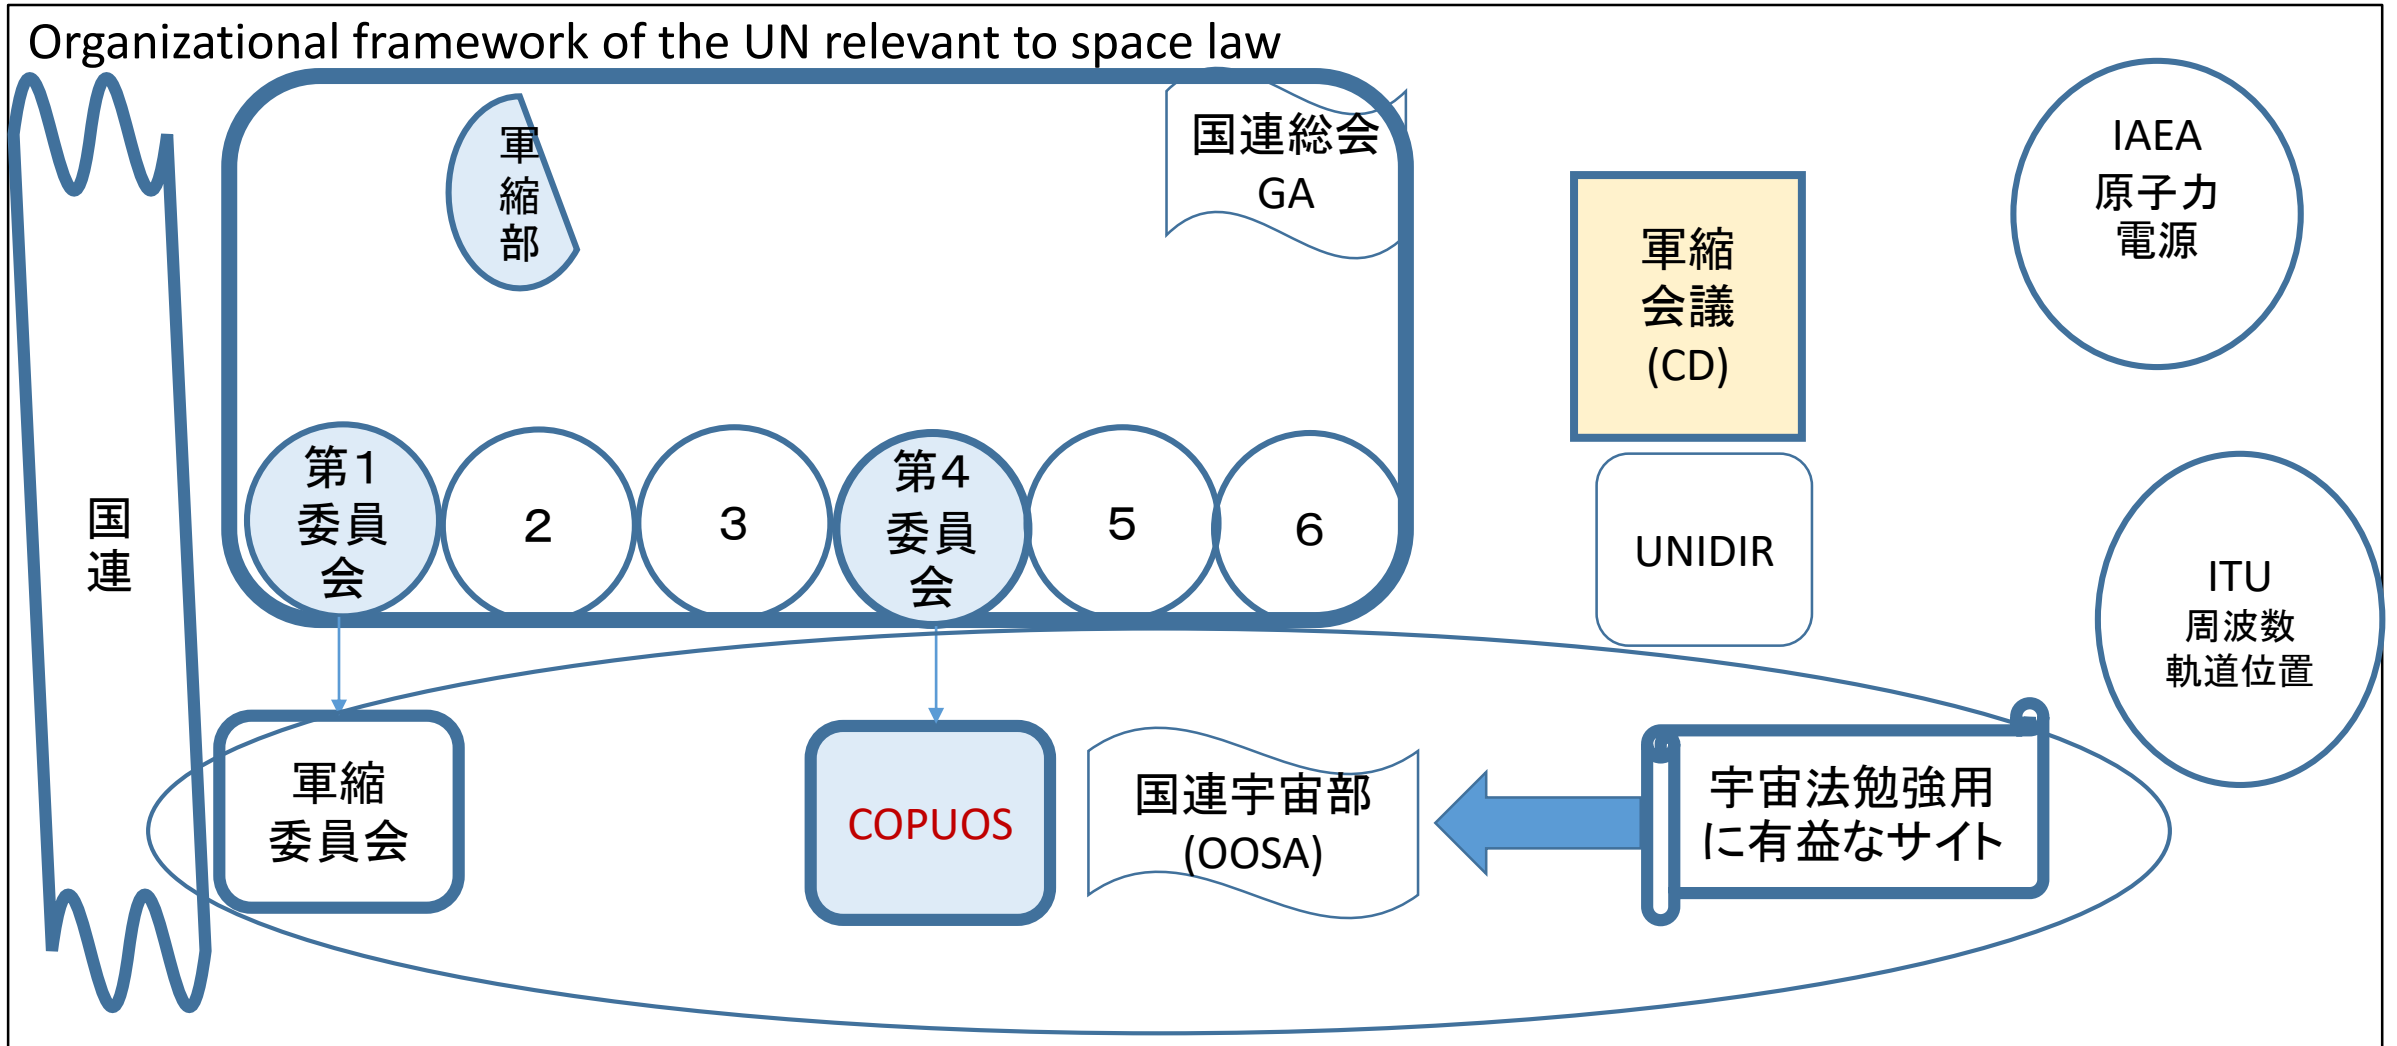 Organizational framework of the UN relevant to space law
国
連
軍
縮
部
国連総会
GA
軍縮
会議
(CD)
IAEA
原子力
電源
第1
委員
会
2
3
第4
委員
会
5
6
UNIDIR
ITU
周波数
軌道位置
軍縮
委員会
COPUOS
国連宇宙部
(OOSA)
宇宙法勉強用
に有益なサイト